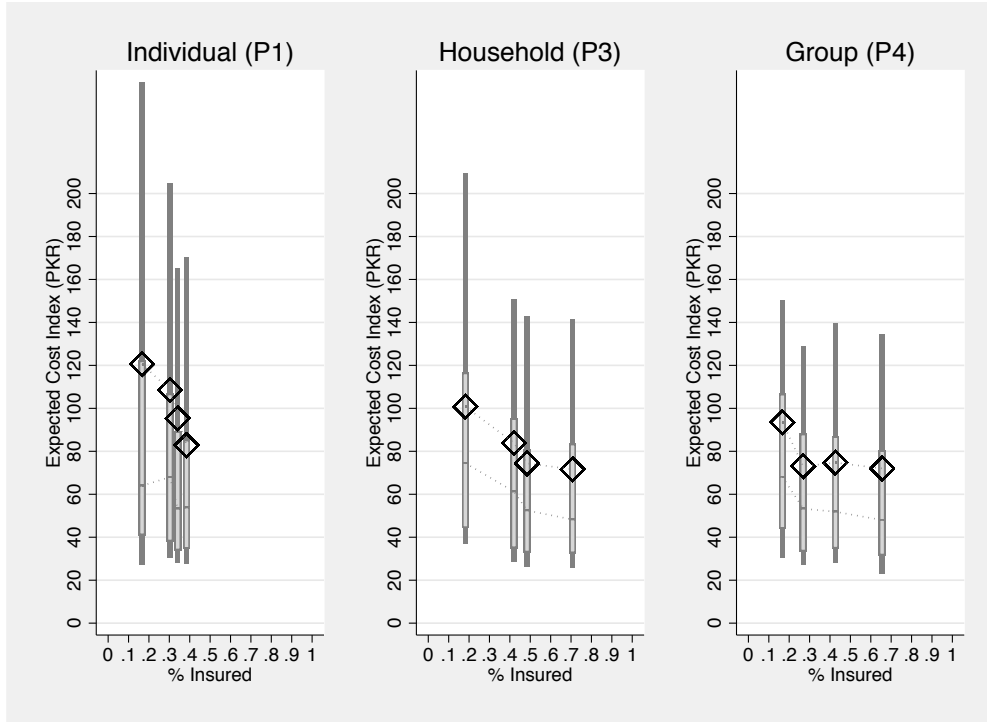 Individual (P1)
Expected Cost Index (PKR)
200
180
160
140
120
100
80
60
40
20
0
0 .1 .2 .3 .4 .5 .6 .7 .8 .9 1
% Insured
Household (P3)
Expected Cost Index (PKR)
200
180
160
140
120
100
80
60
40
20
0
0 .1 .2 .3 .4 .5 .6 .7 .8 .9 1
% Insured
Group (P4)
Expected Cost Index (PKR)
200
180
160
140
120
100
80
60
40
20
0
0 .1 .2 .3 .4 .5 .6 .7 .8 .9 1
% Insured